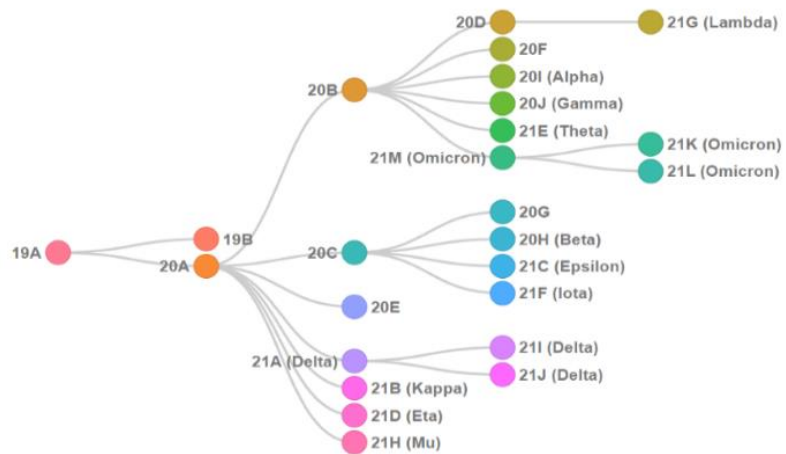 20D
21G (Lambda)
20F
20I (Alpha)
20B
20J (Gamma)
21E (Theta)
21K (Omicron)
21M (Omicron)
21L (Omicron)
20G
19B
20H (Beta)
19A
20C
20A
21C (Epsilon)
21F (Iota)
20E
21I (Delta)
21A (Delta)
21J (Delta)
21B (Kappa)
21D (Eta)
21H (Mu)